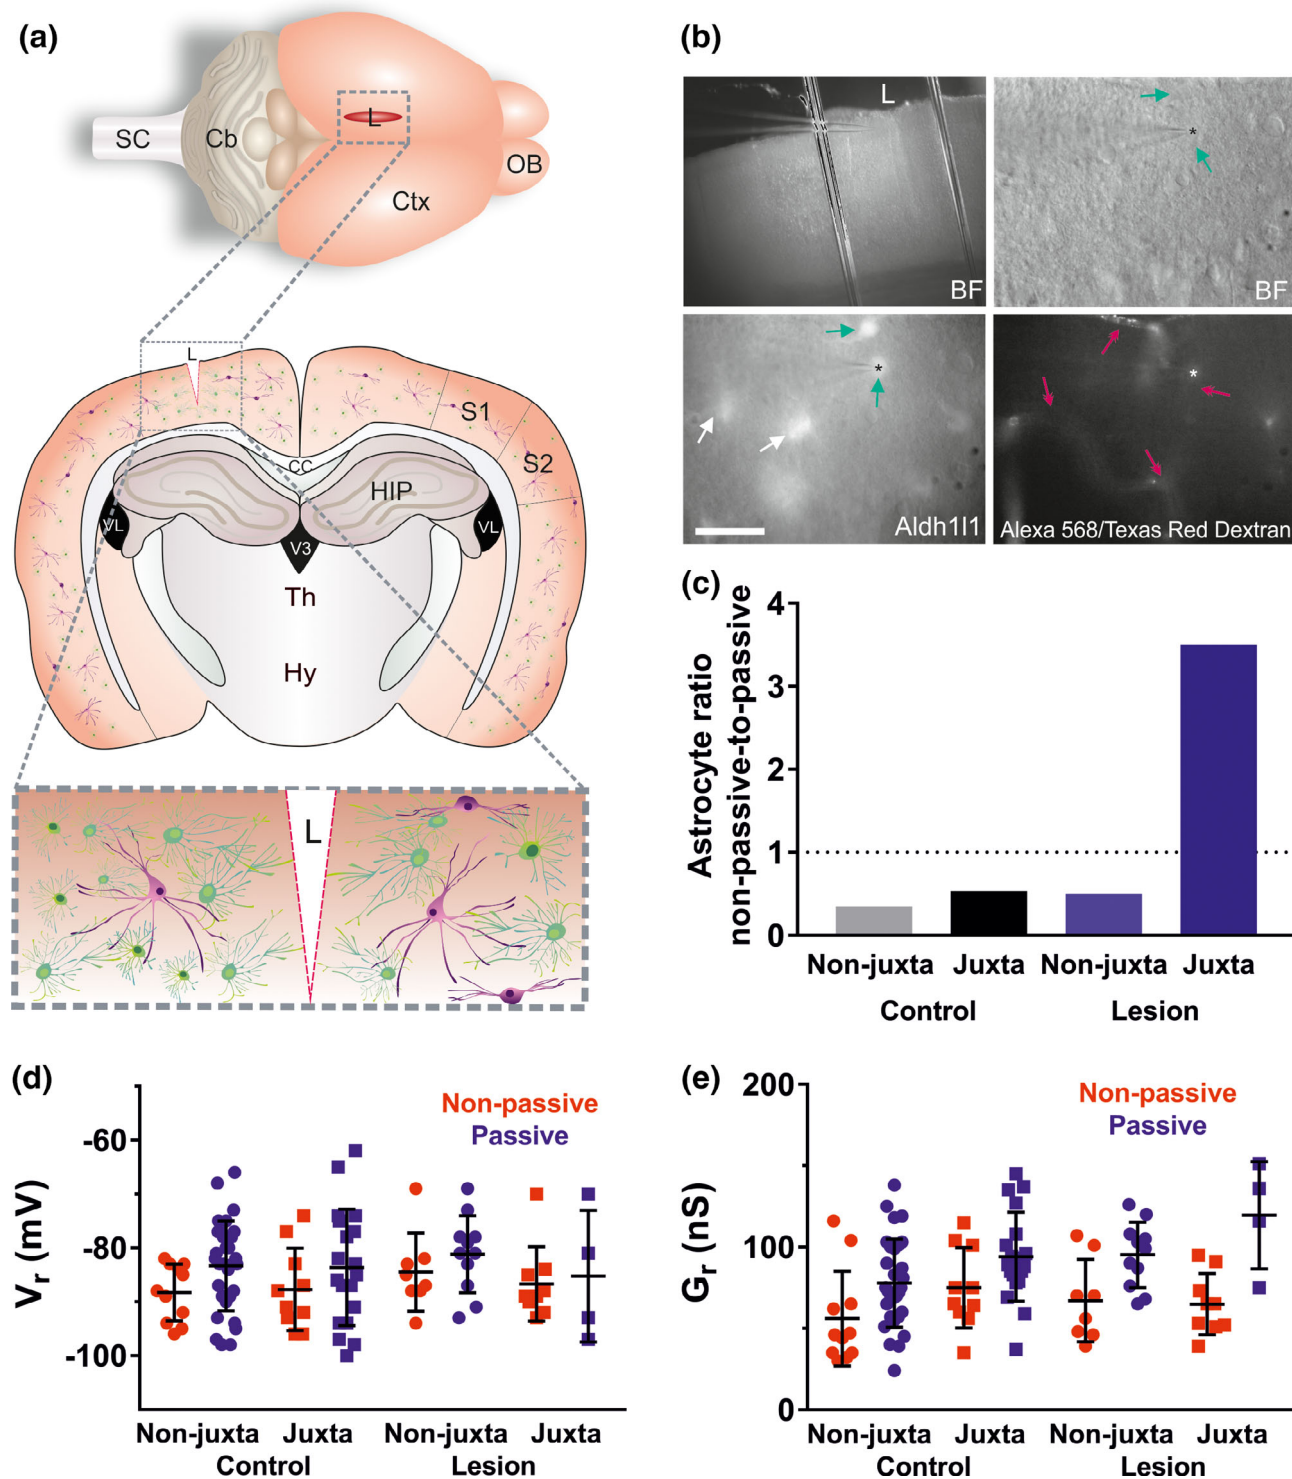 (a)
SC
Cb
L
OB
Ctx
L
S1
S2
CC
HIP
VL
VL
V3
Th
Hy
L
(b)
L
BF
*
BF
*
Aldh1l1
*
Alexa 568/Texas Red Dextran
(c)
Astrocyte ratio
non-passive-to-passive
4
3
2
1
0
Non-juxta Juxta Non-juxta Juxta
Control Lesion
(d)
Non-passive
Passive
Vr (mV)
-60
-80
-100
Non-juxta Juxta Non-juxta Juxta
Control Lesion
(e)
Non-passive
Passive
Gr (nS)
200
100
0
Non-juxta Juxta Non-juxta Juxta
Control Lesion